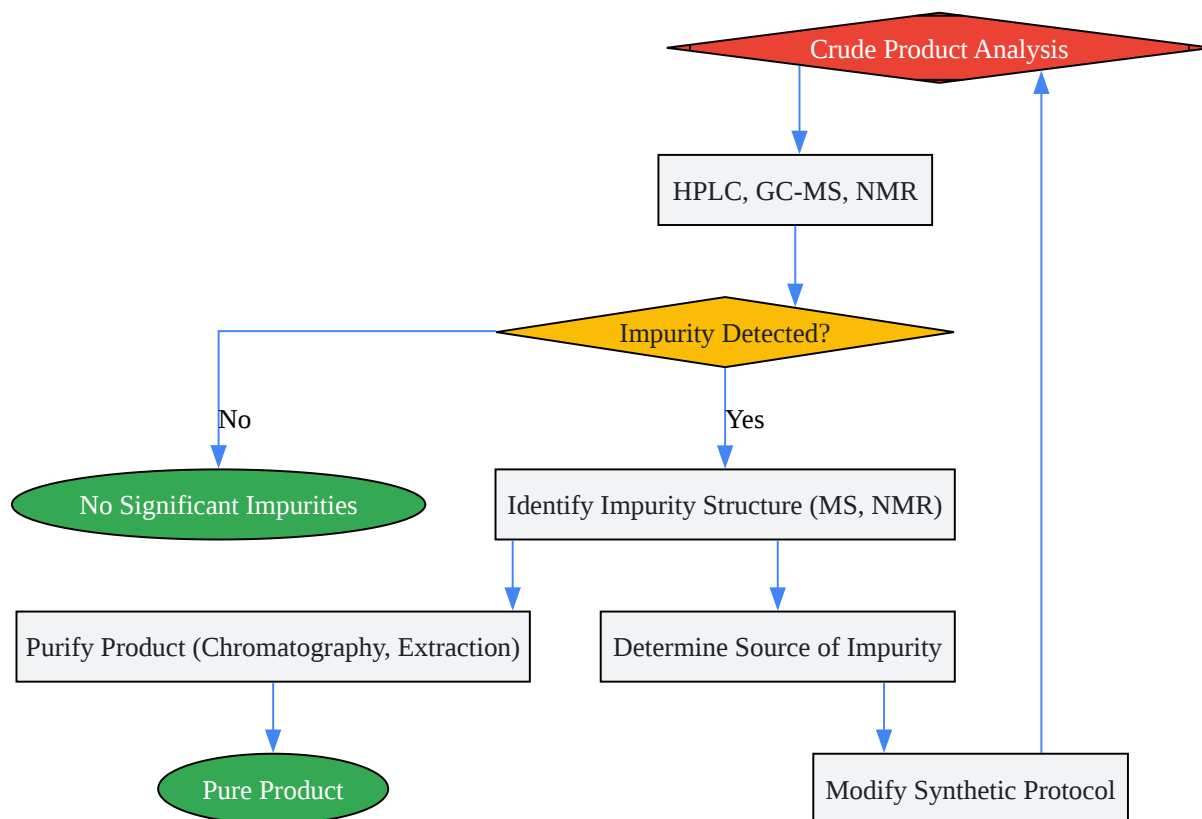 Crude Product Analysis
HPLC, GC-MS, NMR
Impurity Detected?
No
Yes
No Significant Impurities
Identify Impurity Structure (MS, NMR)
Purify Product (Chromatography, Extraction)
Determine Source of Impurity
Pure Product
Modify Synthetic Protocol